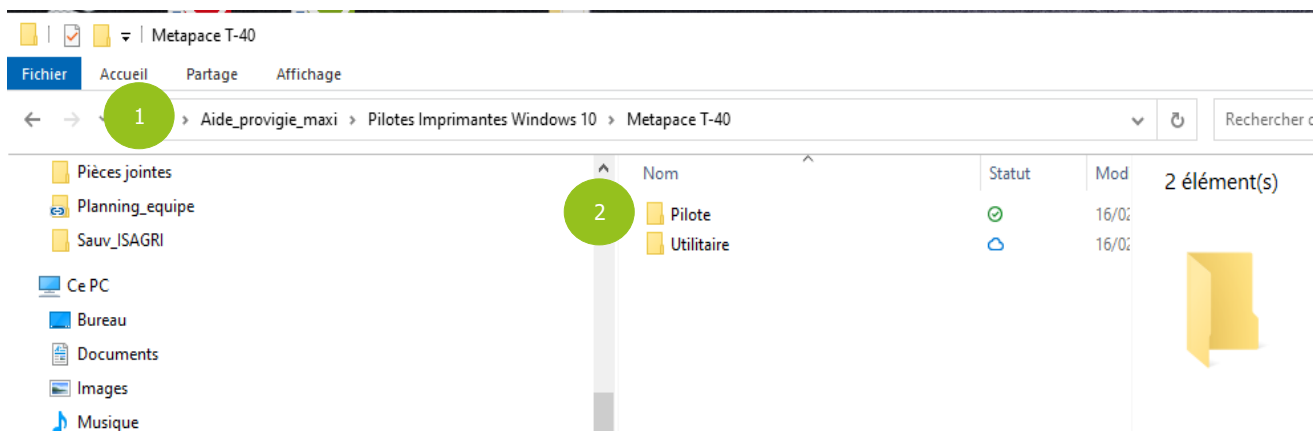 Metapace T-40
Fichier Accueil Partage Affichage
1 > Aide_provigie_maxi > Pilotes Imprimantes Windows 10 > Metapace T-40
Rechercher
Pièces jointes
Planning_equipe
Sauv_ISAGRI
Ce PC
Bureau
Documents
Images
Musique
Nom Statut Mod
2 Pilote 16/02
Utilitaire 16/02
2 élément(s)